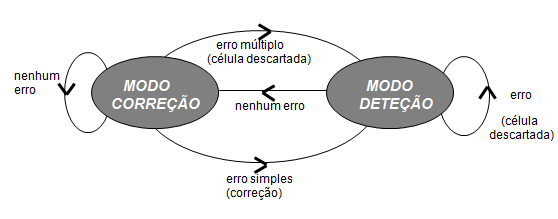 erro múltiplo
(célula descartada)
nenhum
erro
MODO
CORREÇÃO
nenhum erro
MODO
DETEÇÃO
erro
(célula
descartada)
erro simples
(correção)